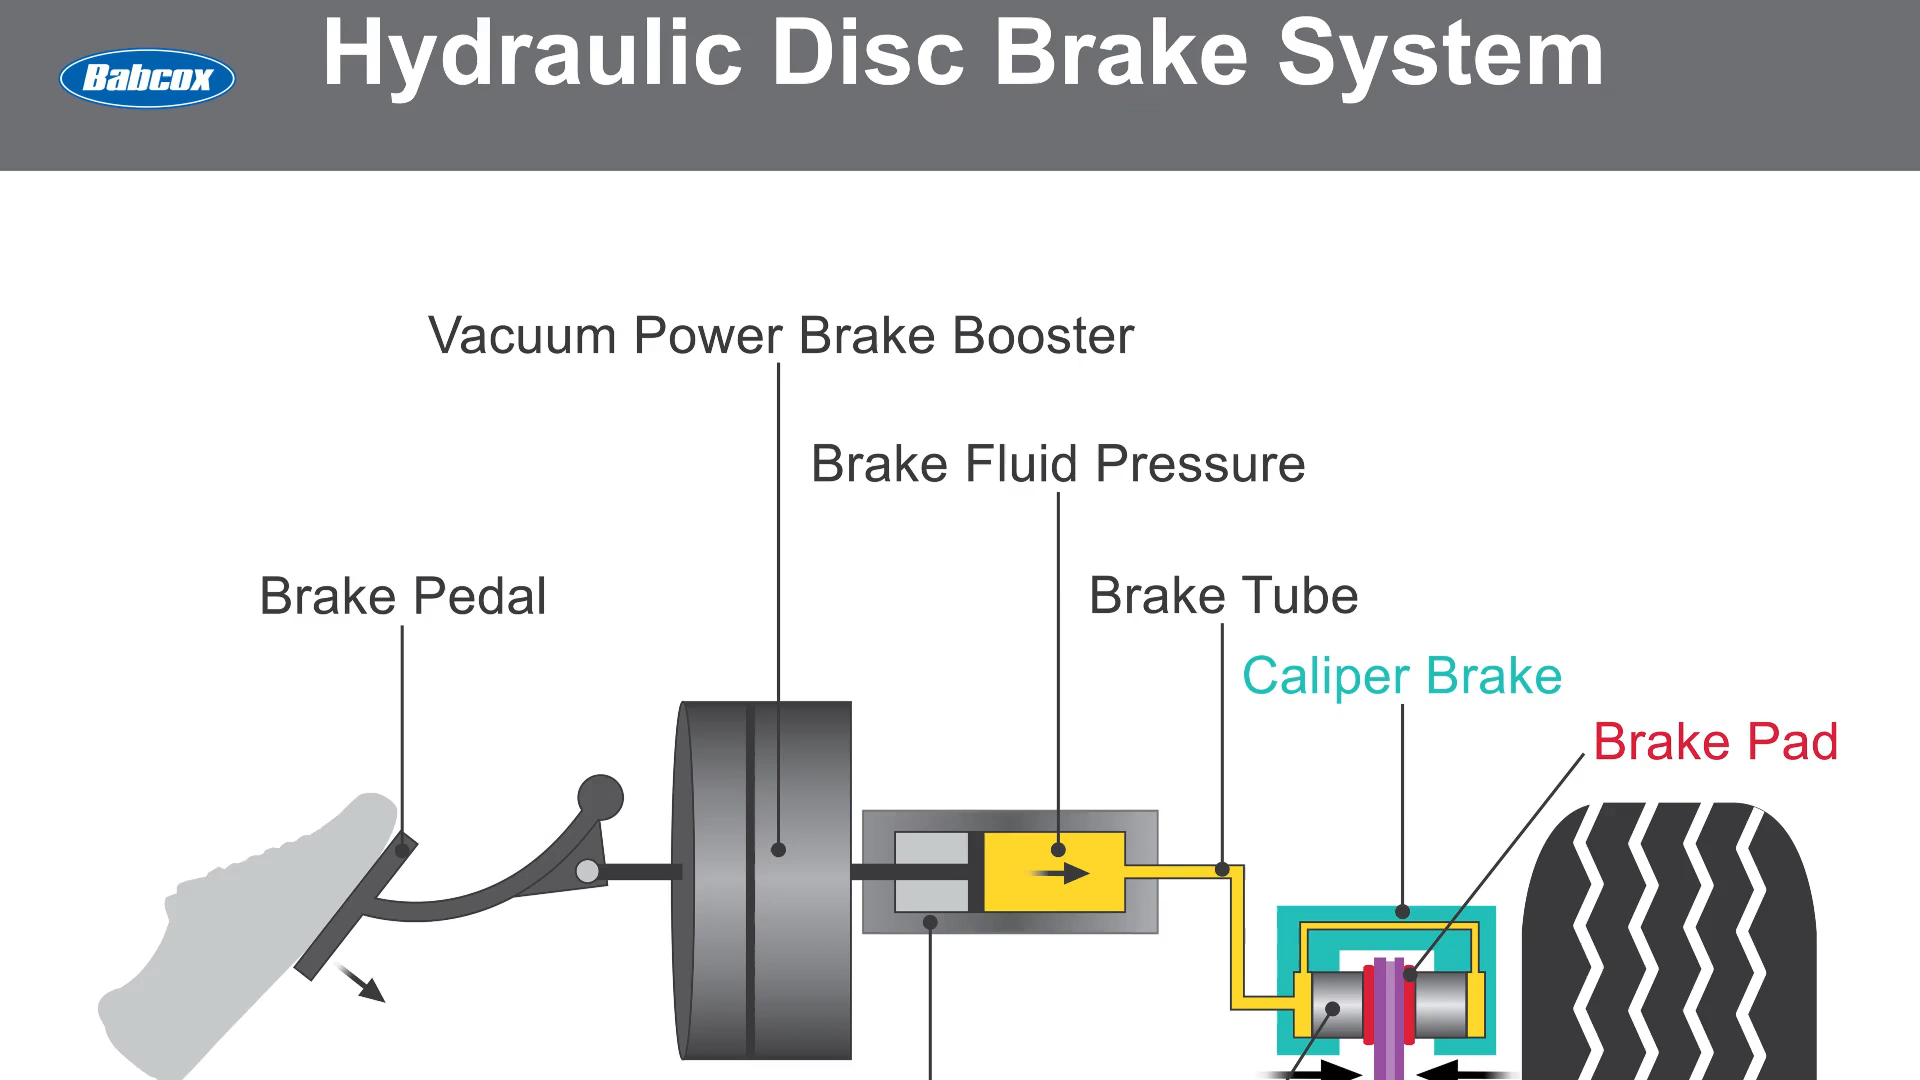 Hydraulic Disc Brake System
Babcox
Vacuum Power Brake Booster
Brake Fluid Pressure
Brake Pedal
Brake Tube
Caliper Brake
Brake Pad